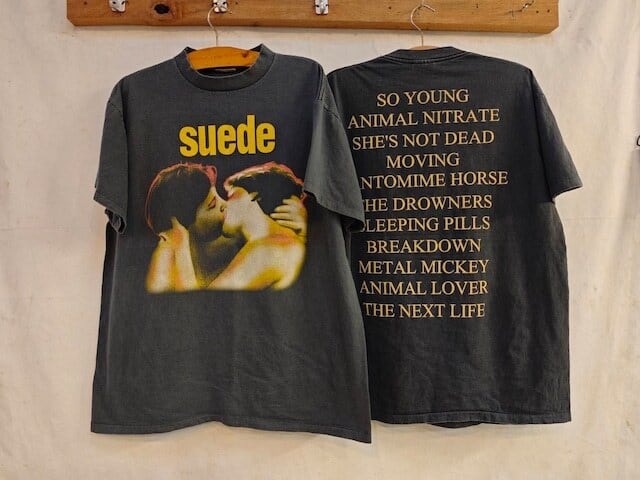 suede
SO YOUNG
ANIMAL NITRATE
SHE'S NOT DEAD
MOVING
NTOMIME HORSE
HE DROWNERS
LEEPING PILLS
BREAKDOWN
METAL MICKEY
ANIMAL LOVER
THE NEXT LIFE